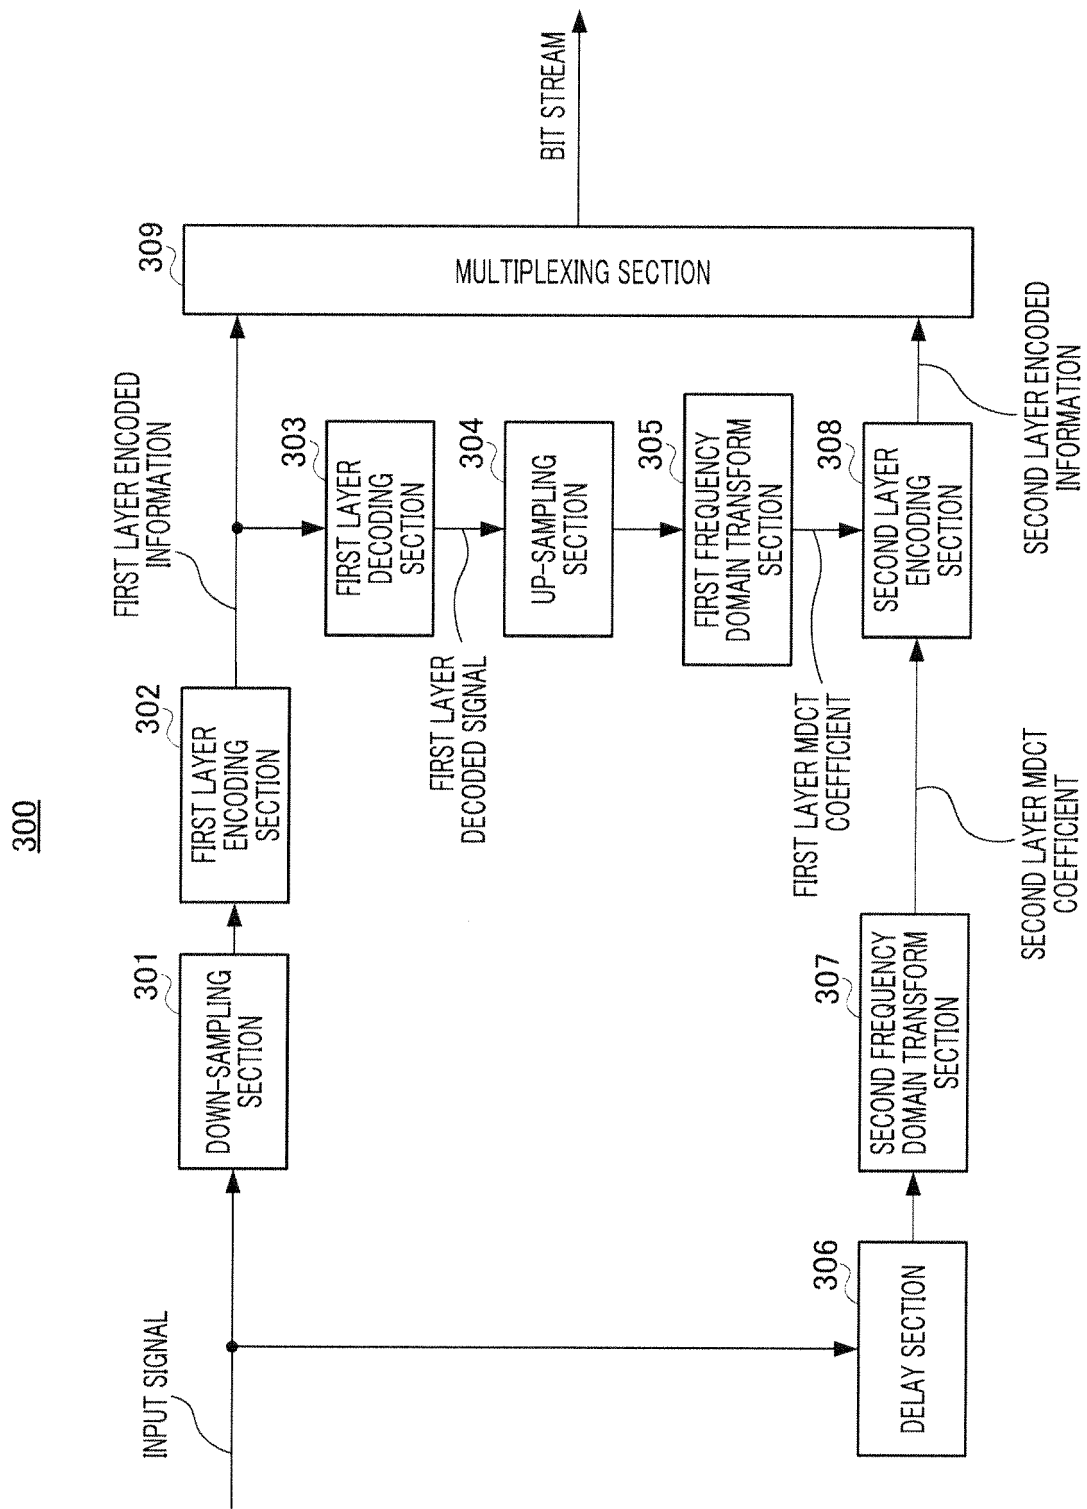 300
INPUT SIGNAL
301
DOWN-SAMPLING
SECTION
302
FIRST LAYER
ENCODING
SECTION
FIRST LAYER ENCODED
INFORMATION
303
FIRST LAYER
DECODING
SECTION
FIRST LAYER
DECODED SIGNAL
304
UP-SAMPLING
SECTION
305
FIRST FREQUENCY
DOMAIN TRANSFORM
SECTION
FIRST LAYER MDCT
COEFFICIENT
306
DELAY SECTION
307
SECOND FREQUENCY
DOMAIN TRANSFORM
SECTION
SECOND LAYER MDCT
COEFFICIENT
308
SECOND LAYER
ENCODING
SECTION
SECOND LAYER ENCODED
INFORMATION
309
MULTIPLEXING SECTION
BIT STREAM